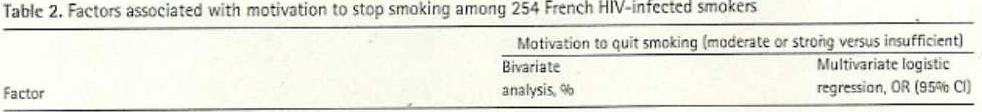 Table 2. Factors associated with motivation to stop smoking among 254 French HIV-infected smokers
Motivation to quit smoking (moderate or strong versus insufficient)
Bivariate Multivariate logistic
Factor analysis, % regression, OR (95% CI)